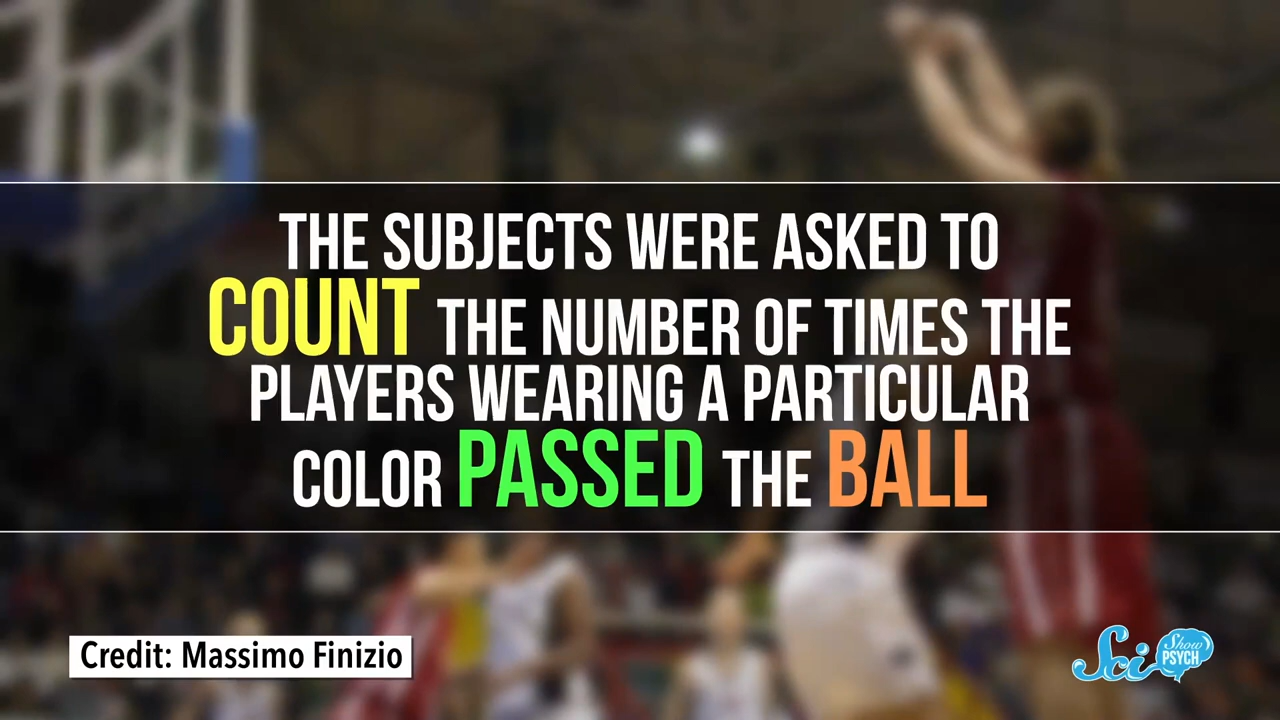 THE SUBJECTS WERE ASKED TO
COUNT THE NUMBER OF TIMES THE
PLAYERS WEARING A PARTICULAR
COLOR PASSED THE BALL
Credit: Massimo Finizio
Sci Show
PSYCH